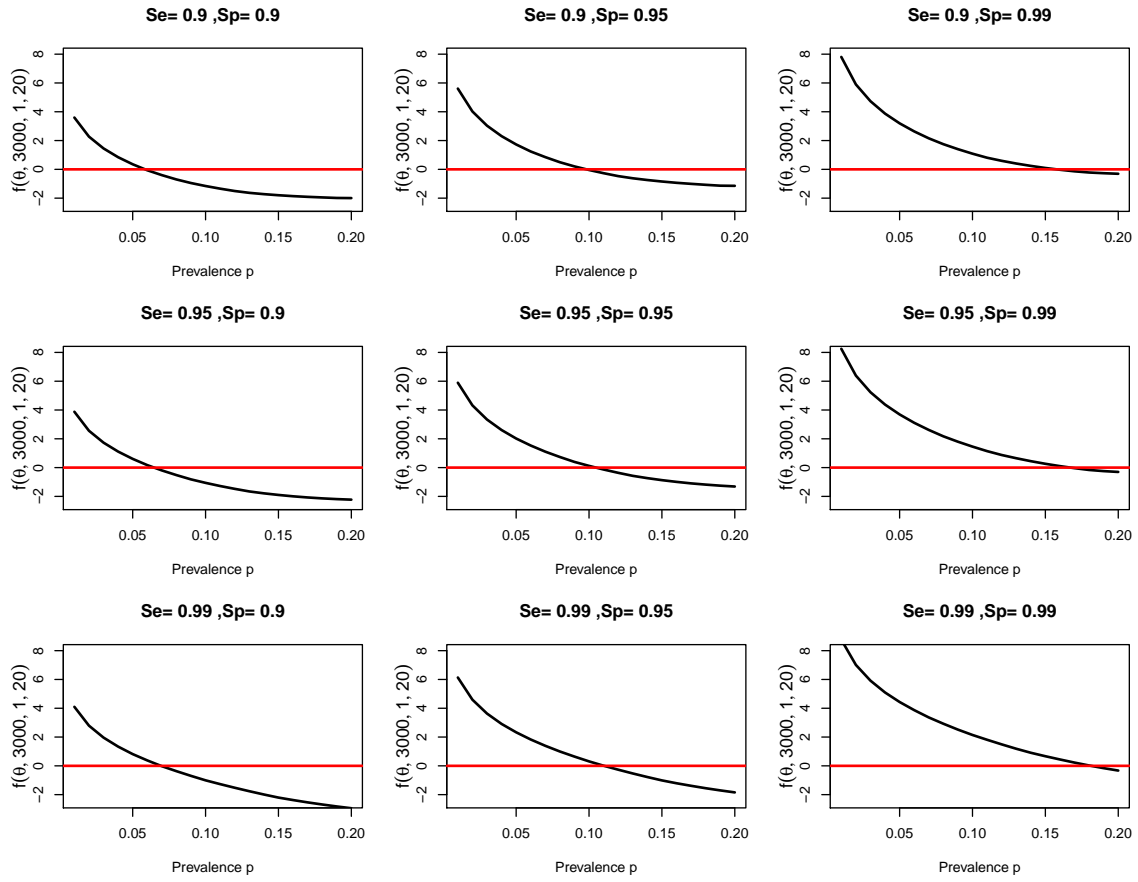 Se= 0.9 ,Sp= 0.9
f(θ, 3000, 1, 20)
8
6
4
2
0
−2
0.05 0.10 0.15 0.20
Prevalence p
Se= 0.9 ,Sp= 0.95
f(θ, 3000, 1, 20)
8
6
4
2
0
−2
0.05 0.10 0.15 0.20
Prevalence p
Se= 0.9 ,Sp= 0.99
f(θ, 3000, 1, 20)
8
6
4
2
0
−2
0.05 0.10 0.15 0.20
Prevalence p
Se= 0.95 ,Sp= 0.9
f(θ, 3000, 1, 20)
8
6
4
2
0
−2
0.05 0.10 0.15 0.20
Prevalence p
Se= 0.95 ,Sp= 0.95
f(θ, 3000, 1, 20)
8
6
4
2
0
−2
0.05 0.10 0.15 0.20
Prevalence p
Se= 0.95 ,Sp= 0.99
f(θ, 3000, 1, 20)
8
6
4
2
0
−2
0.05 0.10 0.15 0.20
Prevalence p
Se= 0.99 ,Sp= 0.9
f(θ, 3000, 1, 20)
8
6
4
2
0
−2
0.05 0.10 0.15 0.20
Prevalence p
Se= 0.99 ,Sp= 0.95
f(θ, 3000, 1, 20)
8
6
4
2
0
−2
0.05 0.10 0.15 0.20
Prevalence p
Se= 0.99 ,Sp= 0.99
f(θ, 3000, 1, 20)
8
6
4
2
0
−2
0.05 0.10 0.15 0.20
Prevalence p